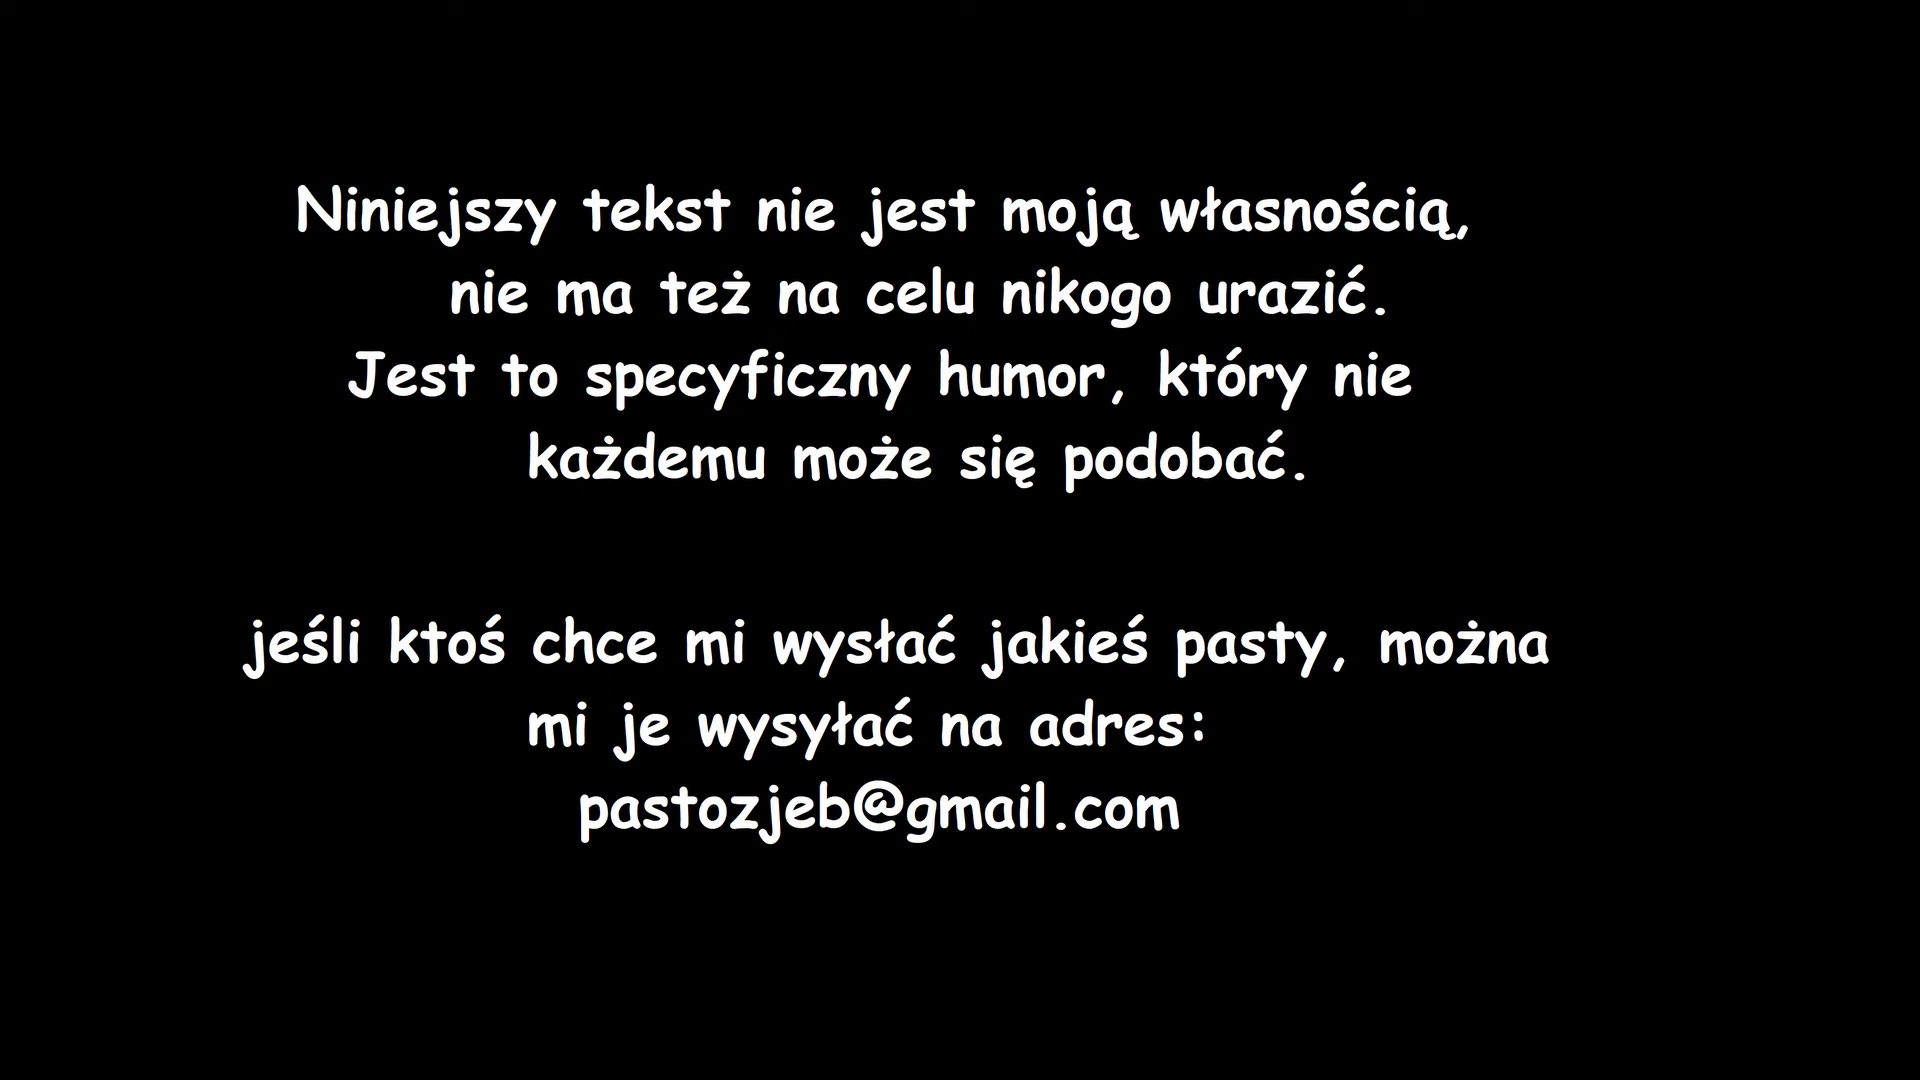 Niniejszy tekst nie jest moją własnością,
nie ma też na celu nikogo urazić.
Jest to specyficzny humor, który nie
każdemu może się podobać.
jeśli ktoś chce mi wysłać jakieś pasty, można
mi je wysyłać na adres:
pastozjeb@gmail.com